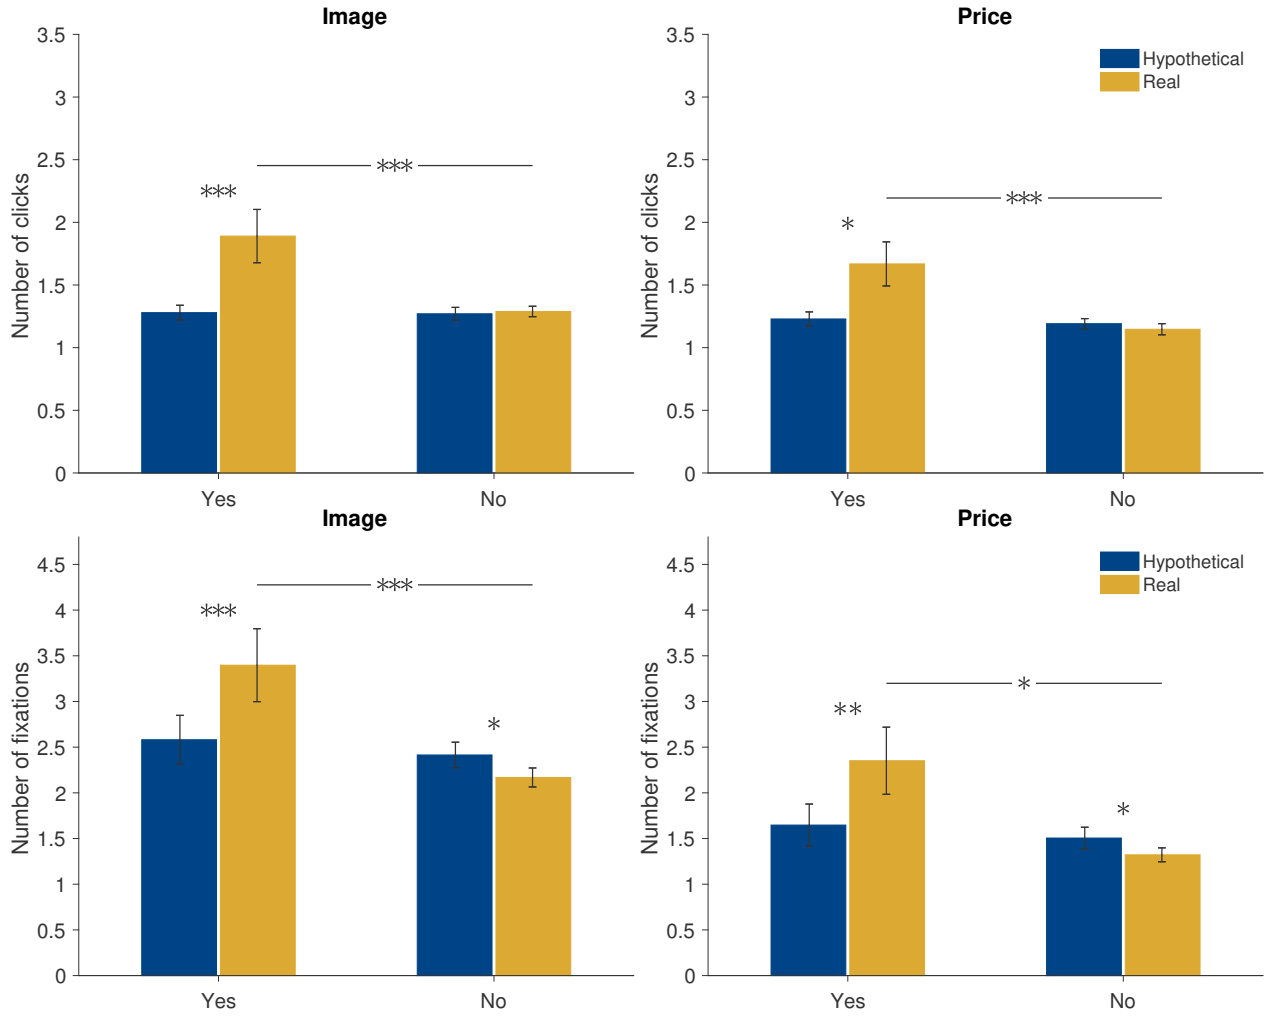 Image
3.5
3
2.5
2
1.5
1
0.5
0
Number of clicks
***
***
Yes No
Price
3.5
3
2.5
2
1.5
1
0.5
0
Number of clicks
Hypothetical
Real
*
***
Yes No
Image
4.5
4
3.5
3
2.5
2
1.5
1
0.5
0
Number of fixations
***
***
*
Yes No
Price
4.5
4
3.5
3
2.5
2
1.5
1
0.5
0
Number of fixations
Hypothetical
Real
**
*
*
Yes No